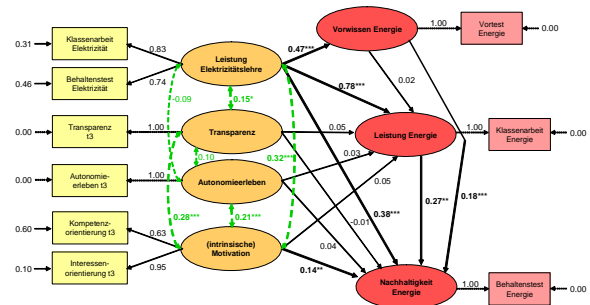 Klassenarbeit
Elektrizität
0.31
0.83
Behaltenstest
Elektrizität
0.46
0.74
Transparenz
t3
0.00
1.00
Autonomie-
erleben t3
0.00
1.00
Kompetenz-
orientierung t3
0.60
0.63
Interessen-
orientierung t3
0.10
0.95
Leistung
Elektrizitätslehre
Transparenz
Autonomieerleben
(intrinsische)
Motivation
-0.09
0.15*
0.10
0.32***
0.28***
0.21***
0.47***
0.78***
0.02
0.05
0.03
0.05
-0.01
0.38***
0.04
0.14**
0.27**
0.18***
Vorwissen Energie
Leistung Energie
Nachhaltigkeit
Energie
1.00
Vortest
Energie
0.00
1.00
Klassenarbeit
Energie
0.00
1.00
Behaltenstest
Energie
0.00